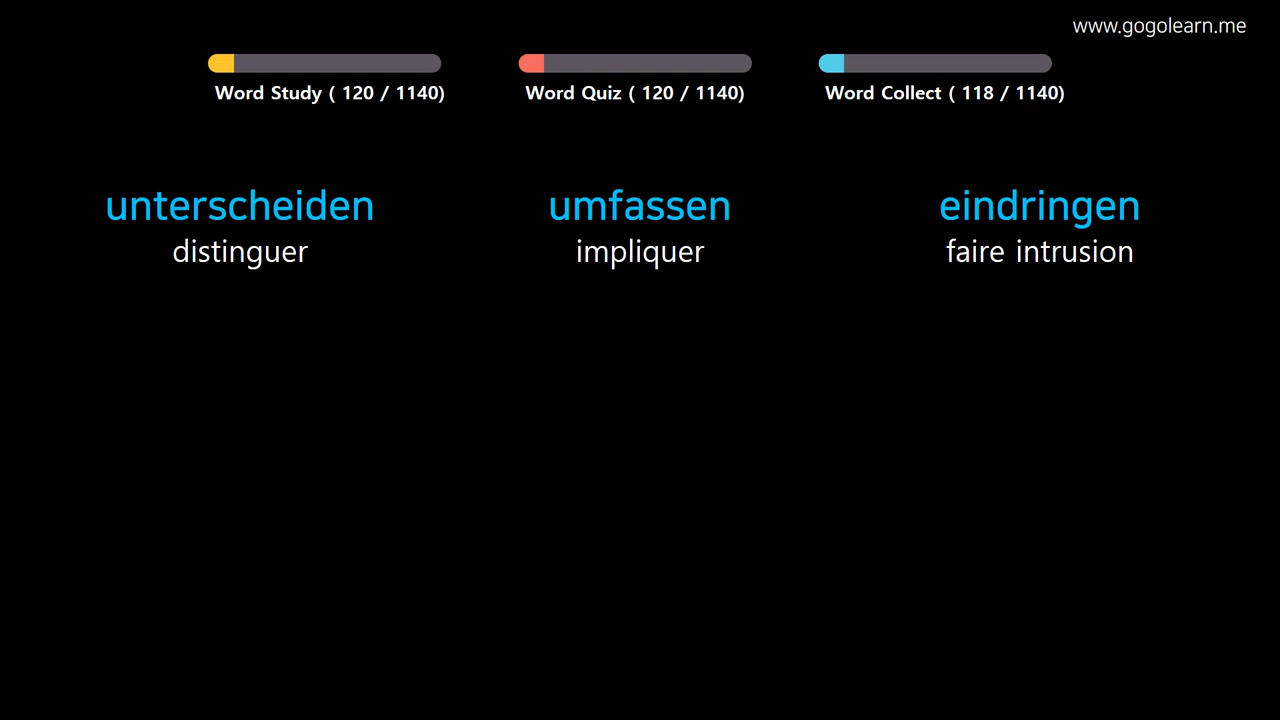 www.gogolearn.me
Word Study ( 120 / 1140)
Word Quiz ( 120 / 1140)
Word Collect ( 118 / 1140)
unterscheiden
distinguer
umfassen
impliquer
eindringen
faire intrusion